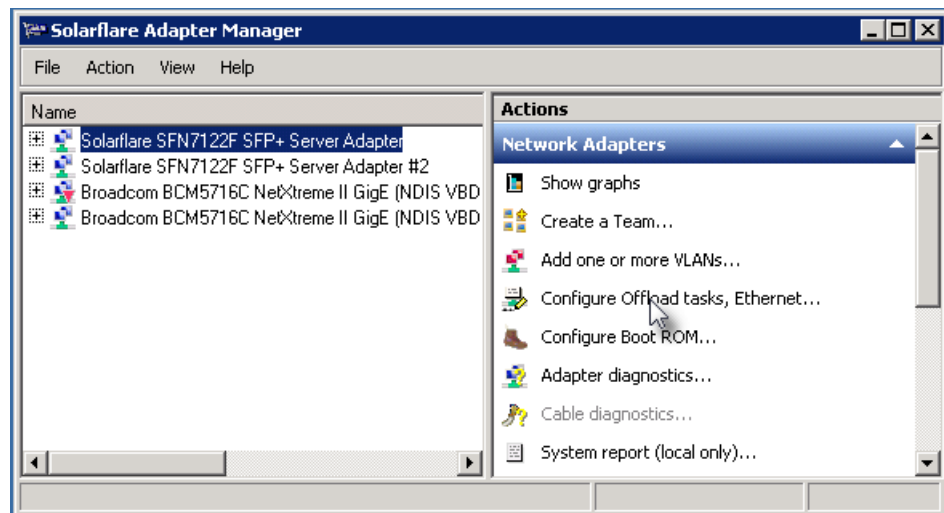 Solarflare Adapter Manager
File Action View Help
Name
Solarflare SFN7122F SFP+ Server Adapter
Solarflare SFN7122F SFP+ Server Adapter #2
Broadcom BCM5716C NetXtreme II GigE (NDIS VBD
Broadcom BCM5716C NetXtreme II GigE (NDIS VBD
Actions
Network Adapters
Show graphs
Create a Team...
Add one or more VLANs...
Configure Offload tasks, Ethernet...
Configure Boot ROM...
Adapter diagnostics...
Cable diagnostics...
System report (local only)...